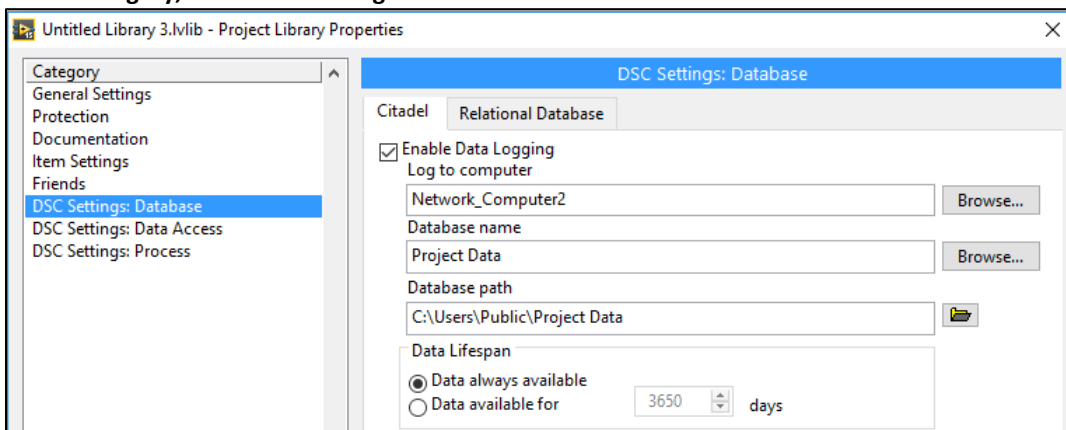 Untitled Library 3.lvlib - Project Library Properties
Category
General Settings
Protection
Documentation
Item Settings
Friends
DSC Settings: Database
DSC Settings: Data Access
DSC Settings: Process
DSC Settings: Database
Citadel Relational Database
Enable Data Logging
Log to computer
Network_Computer2 Browse...
Database name
Project Data Browse...
Database path
C:\Users\Public\Project Data
Data Lifespan
Data always available
Data available for 3650 days